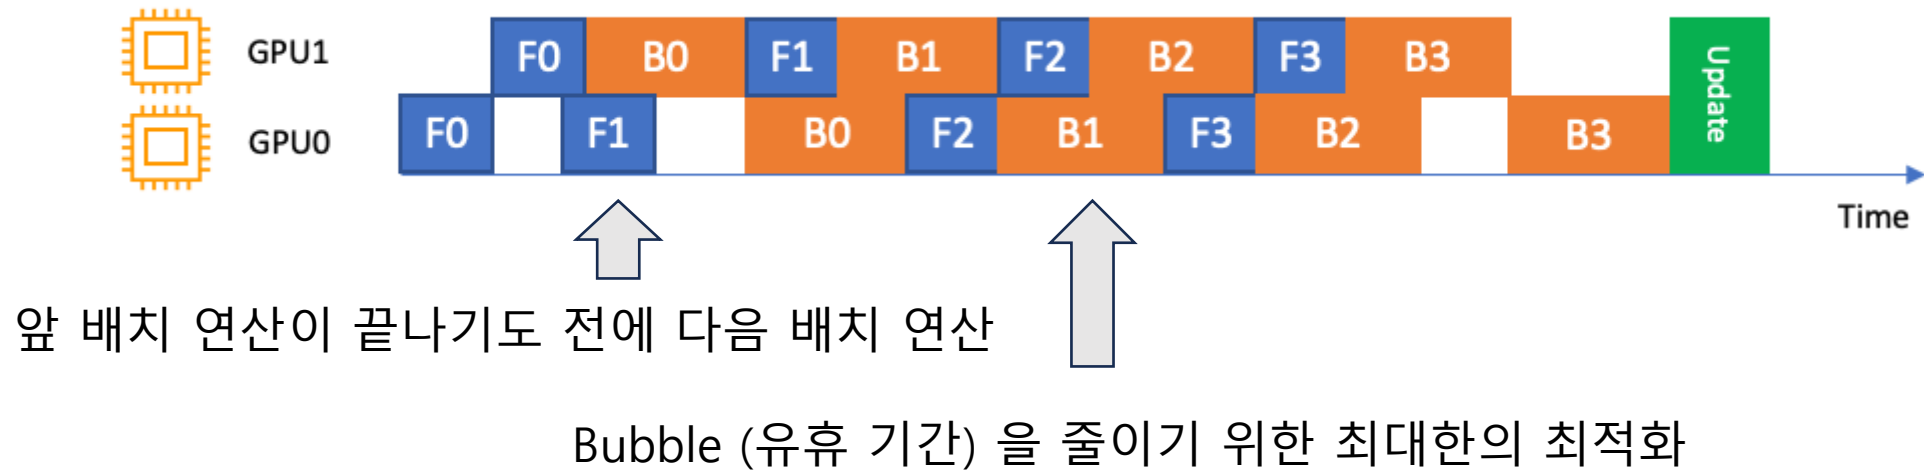 GPU1 F0 B0 F1 B1 F2 B2 F3 B3 Update
GPU0 F0 F1 B0 F2 B1 F3 B2 B3
Time
앞 배치 연산이 끝나기도 전에 다음 배치 연산
Bubble (유휴 기간) 을 줄이기 위한 최대한의 최적화